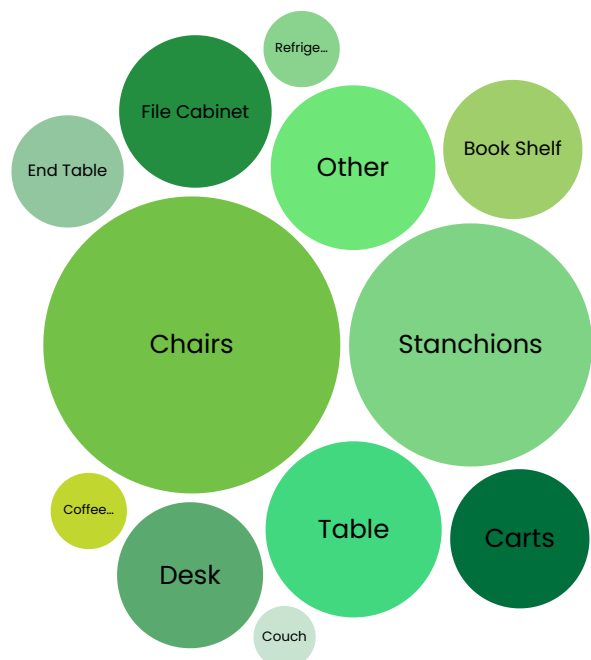 Refrige...
File Cabinet
Book Shelf
Other
End Table
Chairs
Stanchions
Coffee...
Table
Carts
Desk
Couch